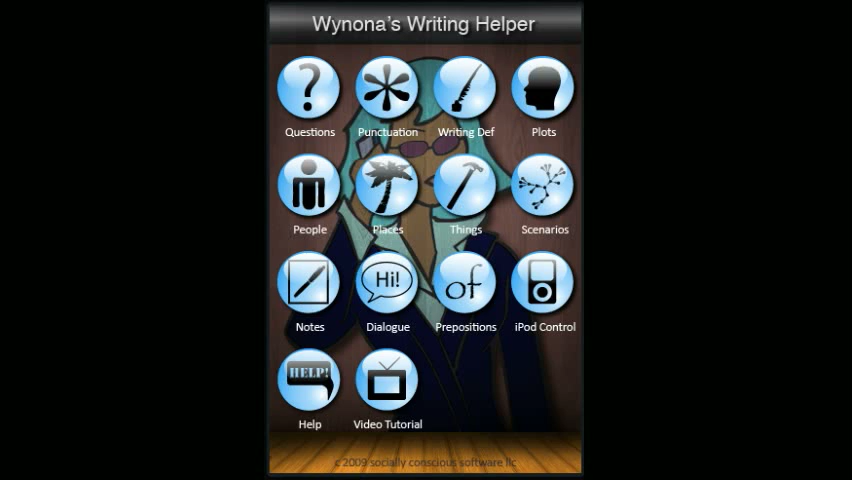 Wynona's Writing Helper
Questions Punctuation Writing Def Plots
People Places Things Scenarios
Hi! of
Notes Dialogue Prepositions iPod Control
HELP!
Help Video Tutorial
c 2009 socially conscious software llc